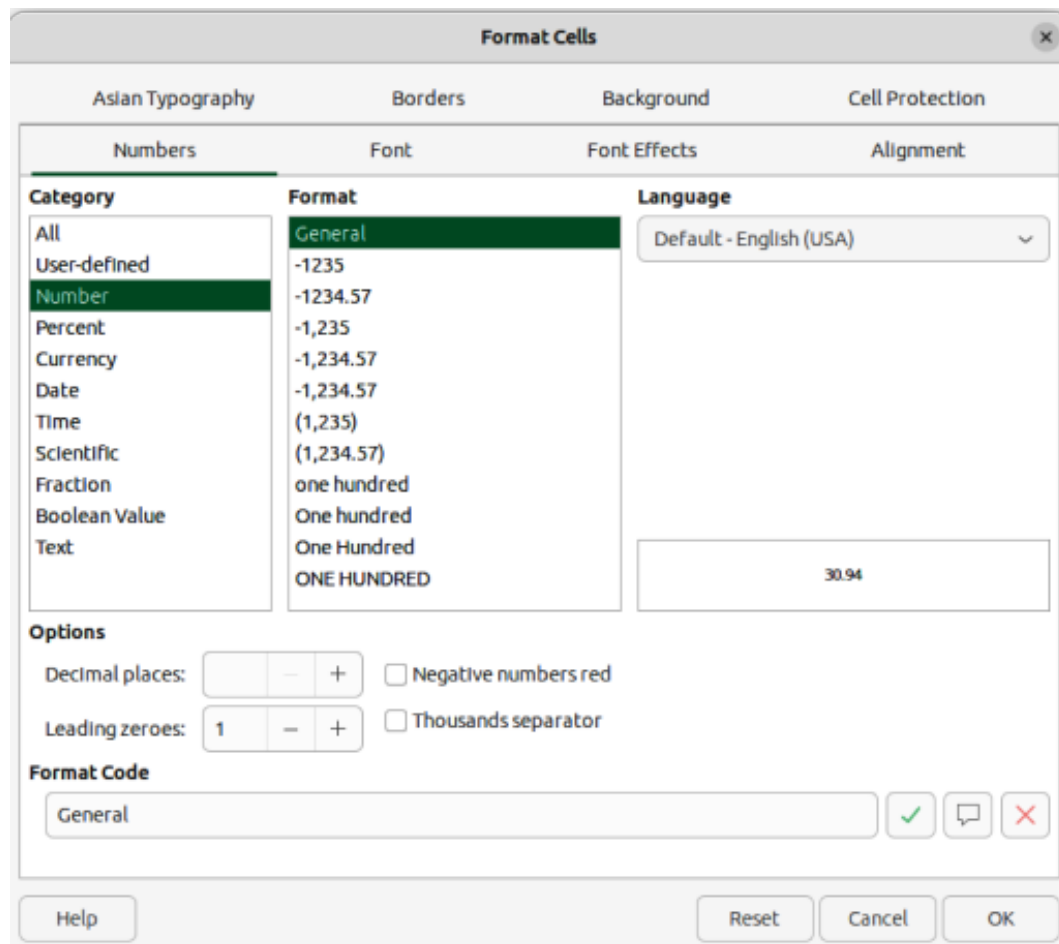 Format Cells
Asian Typography Borders Background Cell Protection
Numbers Font Font Effects Alignment
Category
All
User-defined
Number
Percent
Currency
Date
Time
Scientific
Fraction
Boolean Value
Text
Format
General
-1235
-1234.57
-1,235
-1,234.57
-1,234.57
(1,235)
(1,234.57)
one hundred
One hundred
One Hundred
ONE HUNDRED
Language
Default - English (USA)
30.94
Options
Decimal places: Negative numbers red
Leading zeroes: 1 Thousands separator
Format Code
General
Help Reset Cancel OK